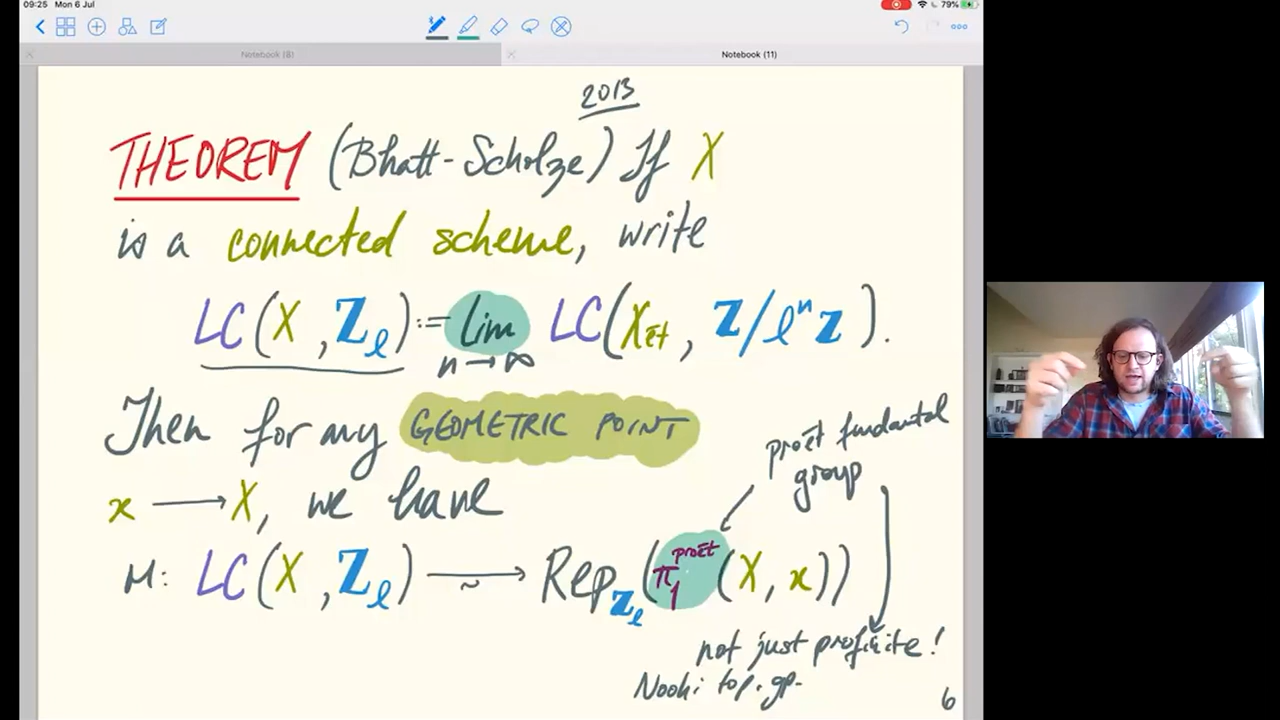 09:25 Mon 6 Jul
79%
Notebook (8)
Notebook (11)
2013
THEOREM (Bhatt-Scholze) If X
is a connected scheme, write
LC(X, ℤℓ) := lim n→∞ LC(Xét, ℤ/ℓⁿℤ).
Then for any GEOMETRIC POINT
x → X, we have
proét fundamental
group
M: LC(X, ℤℓ) →~ Repℤℓ(π₁^proét(X, x))
not just profinite!
Noohi top. gp.
6